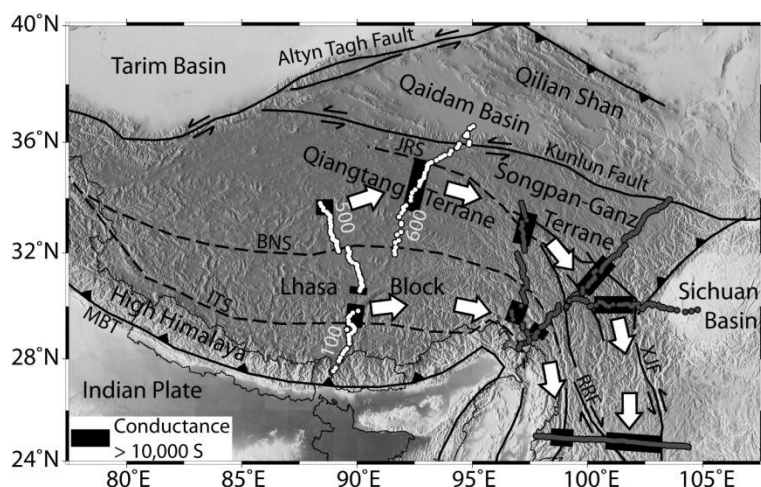 40°N
36°N
32°N
28°N
24°N
Altyn Tagh Fault
Tarim Basin
Qilian Shan
Qaidam Basin
JRS
Kunlun Fault
Qiangtang
Terrane
Songpan-Ganz
Terrane
500
600
BNS
Lhasa Block
ITS
Sichuan
Basin
High Himalaya
MBT
100
XJF
RRF
Indian Plate
Conductance
> 10,000 S
80°E
85°E
90°E
95°E
100°E
105°E